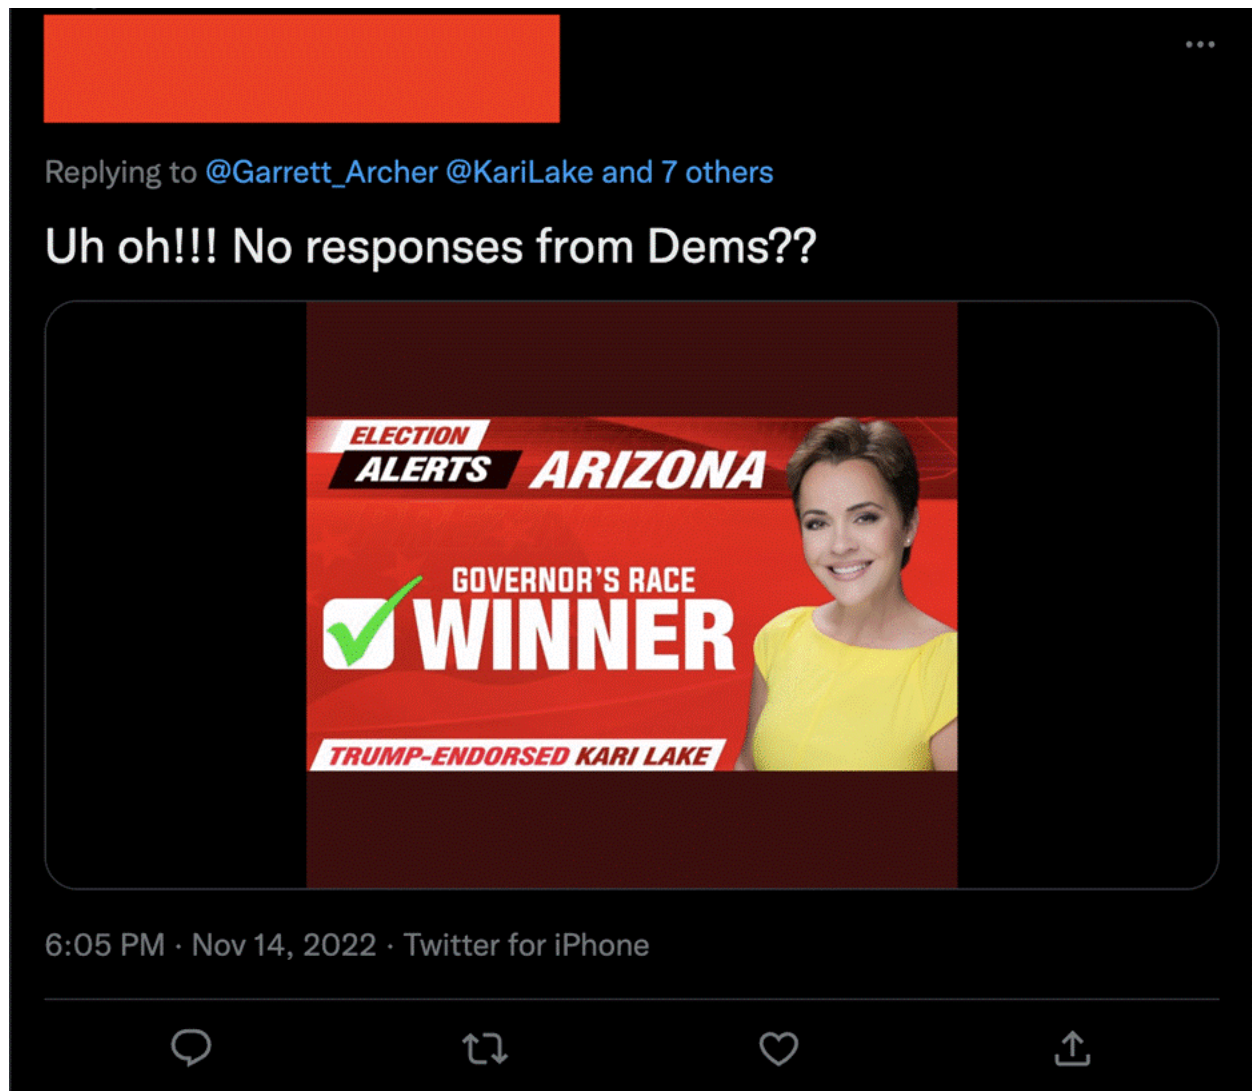 Replying to @Garrett_Archer @KariLake and 7 others
Uh oh!!! No responses from Dems??
ELECTION
ALERTS
ARIZONA
GOVERNOR'S RACE
WINNER
TRUMP-ENDORSED KARI LAKE
6:05 PM · Nov 14, 2022 · Twitter for iPhone